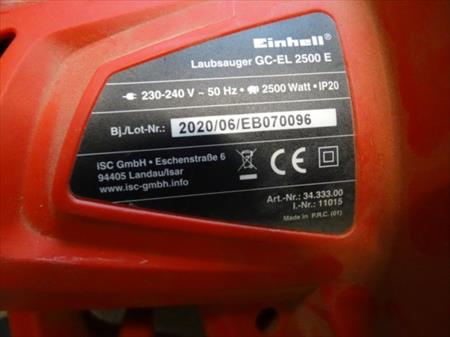 Einhell®
Laubsauger GC-EL 2500 E
230-240 V ~ 50 Hz • 2500 Watt • IP20
Bj./Lot-Nr.: 2020/06/EB070096
iSC GmbH • Eschenstraße 6
94405 Landau/Isar
www.isc-gmbh.info
CE
Art.-Nr.: 34.333.00
I.-Nr.: 11015
Made in P.R.C. (01)